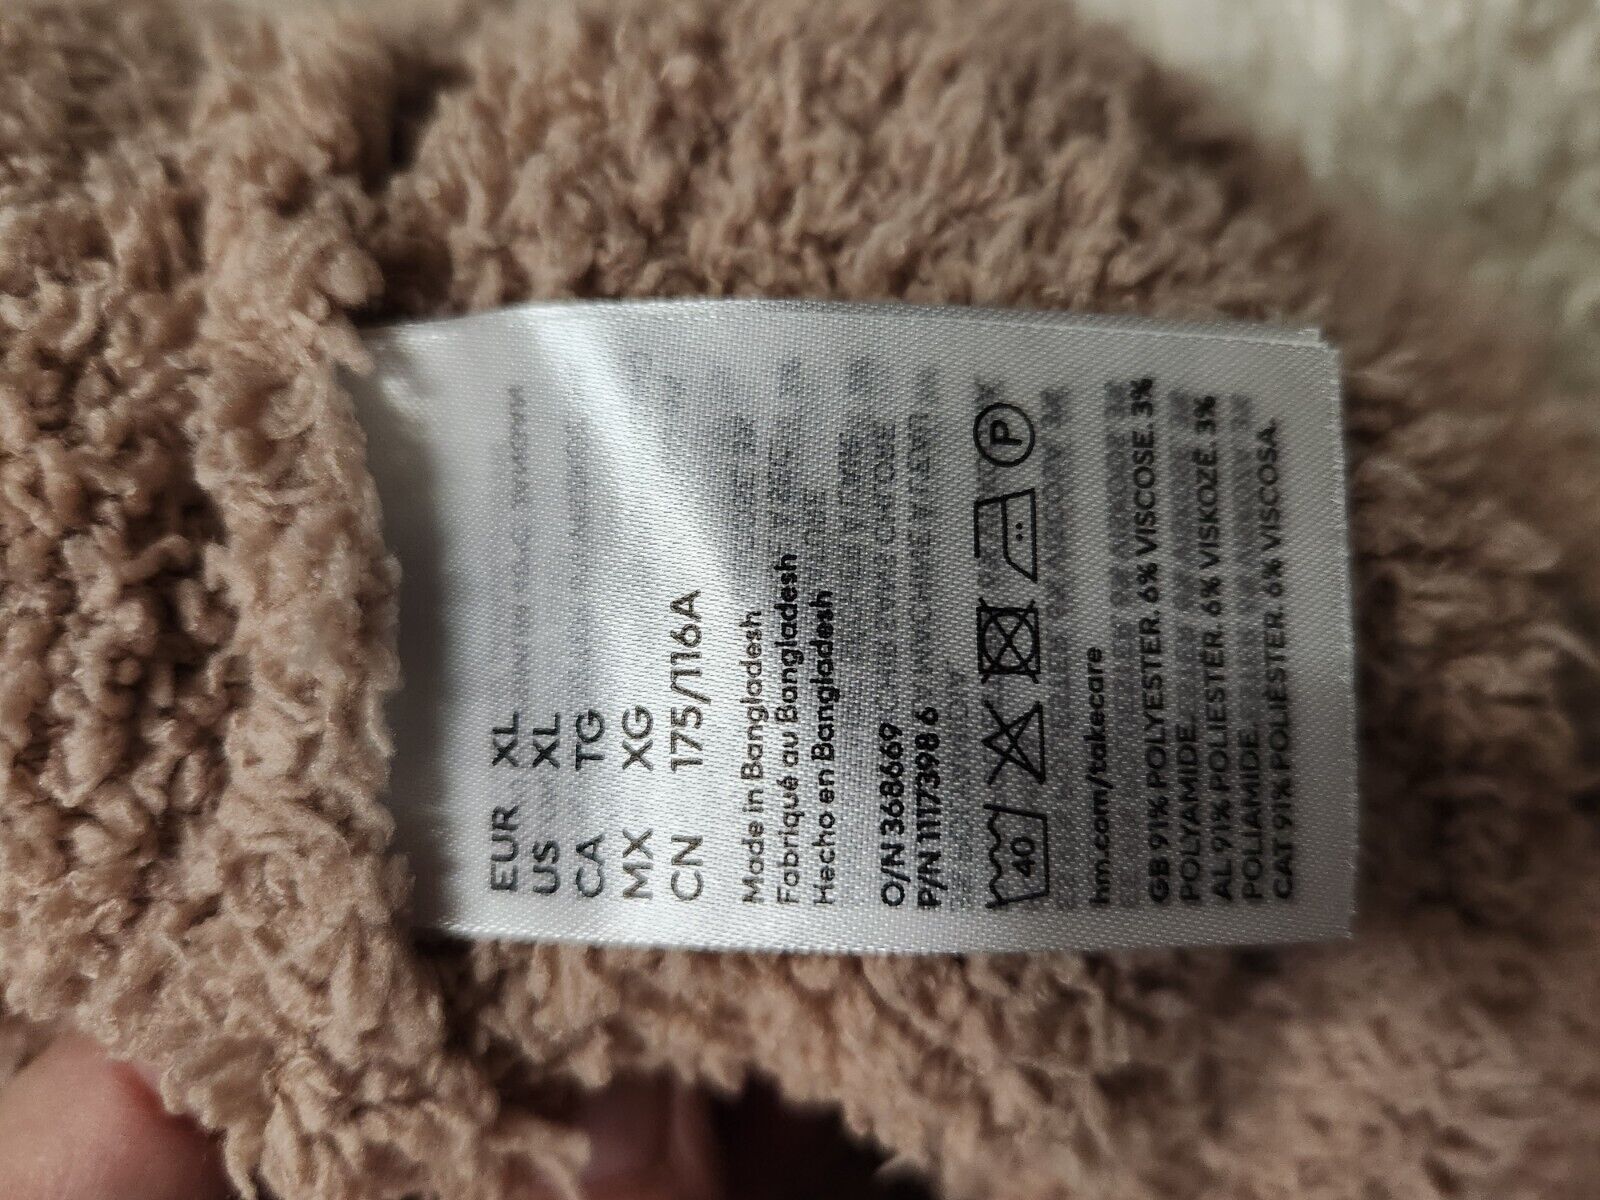 EUR XL
US XL
CA TG
MX XG
CN 175/116A
Made in Bangladesh
Fabriqué au Bangladesh
Hecho en Bangladesh
O/N 368669
P/N 1117398 6
40 P
hm.com/takecare
GB 91% POLYESTER. 6% VISCOSE. 3%
POLYAMIDE.
AL 91% POLIESTËR. 6% VISKOZË. 3%
POLIAMIDE.
CAT 91% POLIÈSTER. 6% VISCOSA.